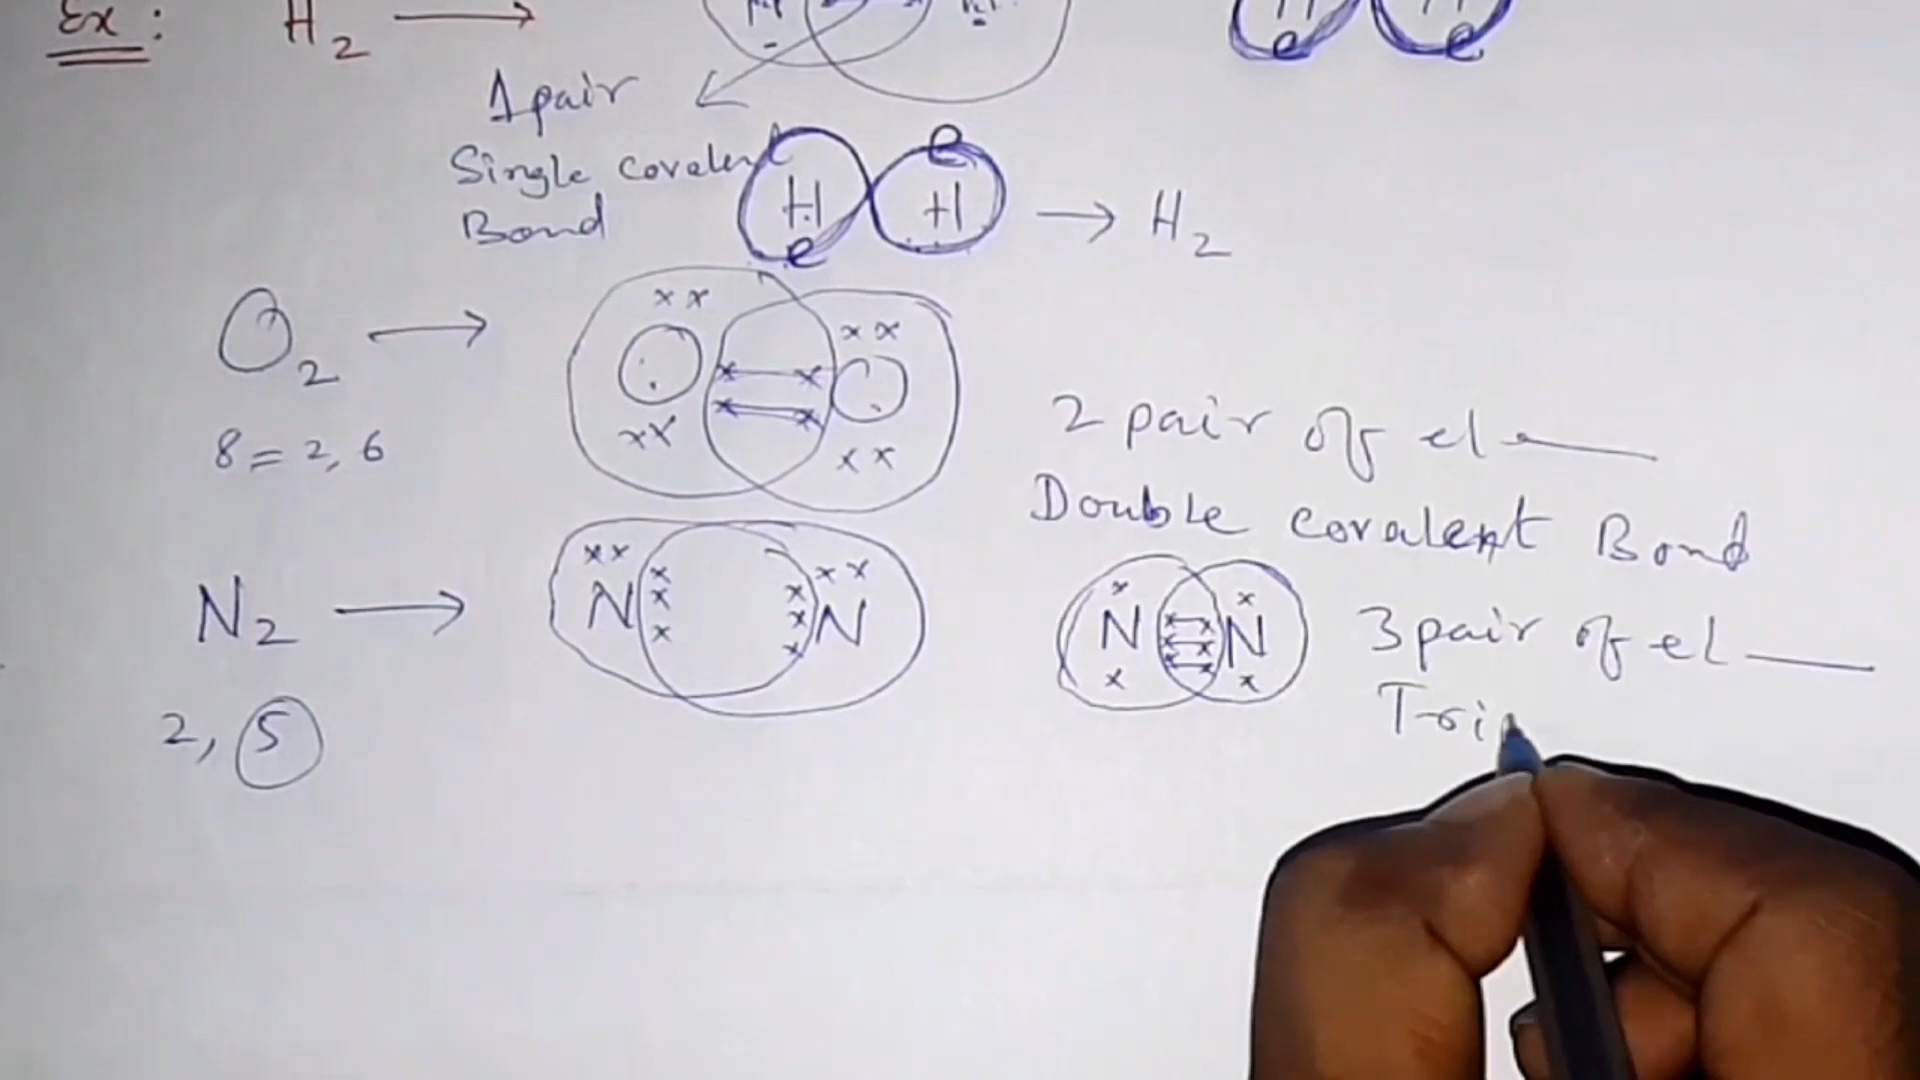 Ex: H2
1 pair
Single covalent
Bond
e e
H H → H2
e
O2 →
8 = 2, 6
2 pair of el
Double covalent Bond
N2 → N N
N N
3 pair of el
Tri
2, 5